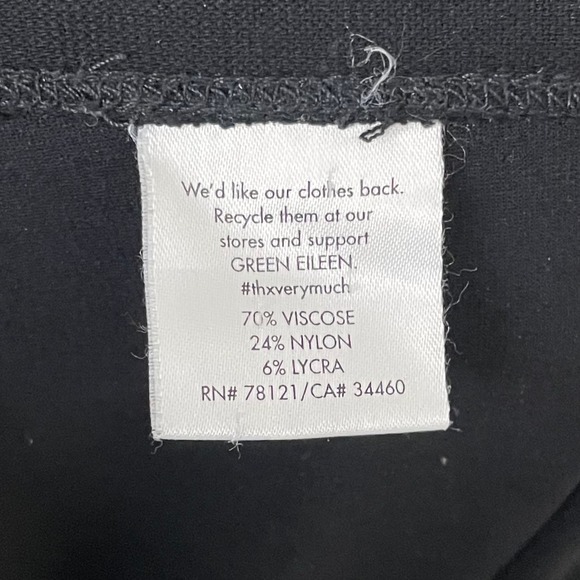 We'd like our clothes back.
Recycle them at our
stores and support
GREEN EILEEN.
#thxverymuch
70% VISCOSE
24% NYLON
6% LYCRA
RN# 78121/CA# 34460